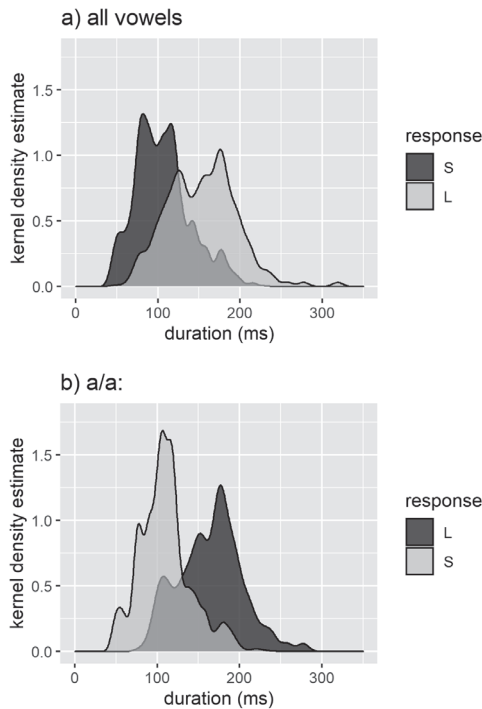 a) all vowels
1.5
1.0
0.5
0.0
kernel density estimate
0
100
200
300
duration (ms)
response
S
L
b) a/a:
1.5
1.0
0.5
0.0
kernel density estimate
0
100
200
300
duration (ms)
response
L
S